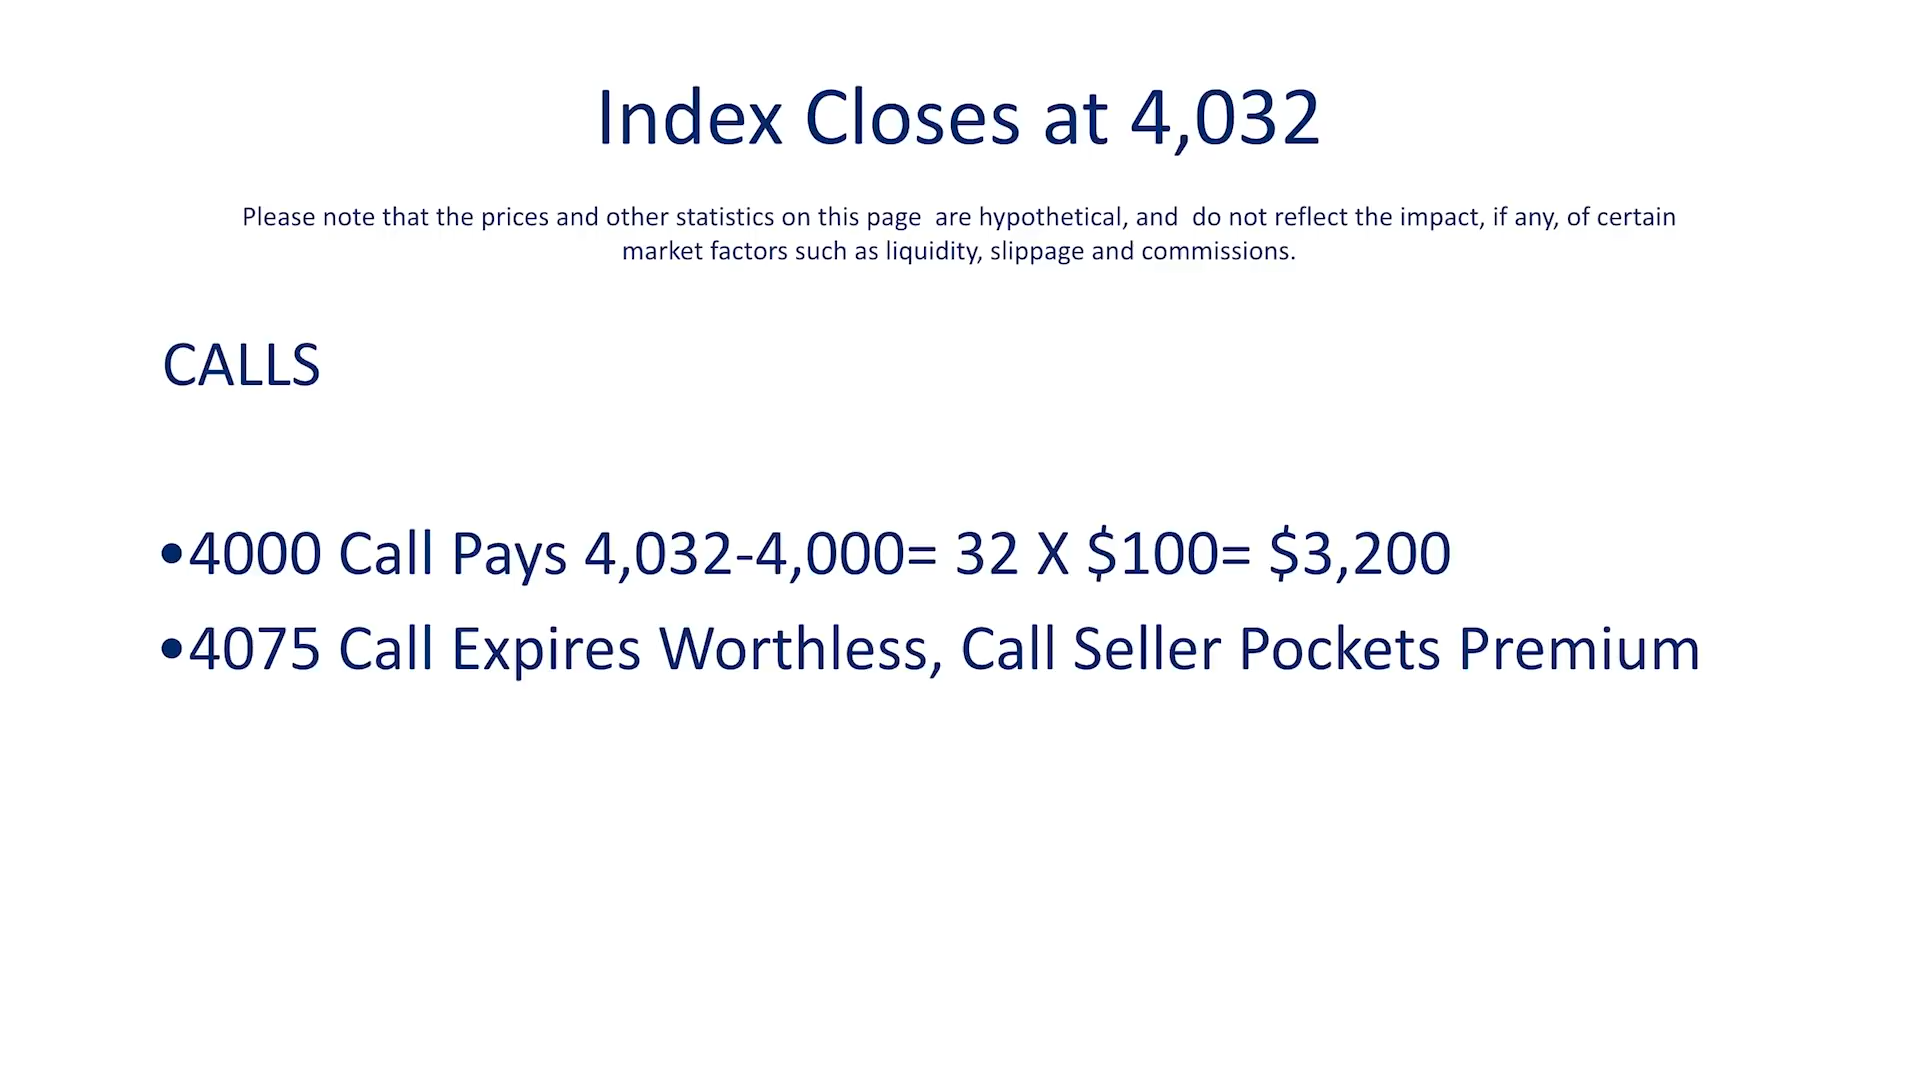 Index Closes at 4,032
Please note that the prices and other statistics on this page  are hypothetical, and  do not reflect the impact, if any, of certain
market factors such as liquidity, slippage and commissions.
CALLS
•4000 Call Pays 4,032-4,000= 32 X $100= $3,200
•4075 Call Expires Worthless, Call Seller Pockets Premium